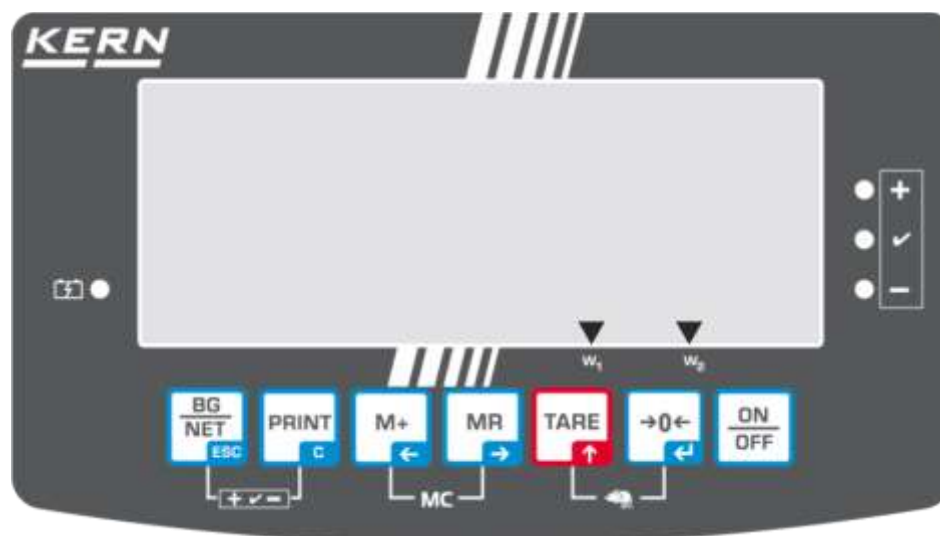 KERN
W₁ W₂
BG
NET
ESC
PRINT
C
M+
MR
TARE
→0←
ON
OFF
MC